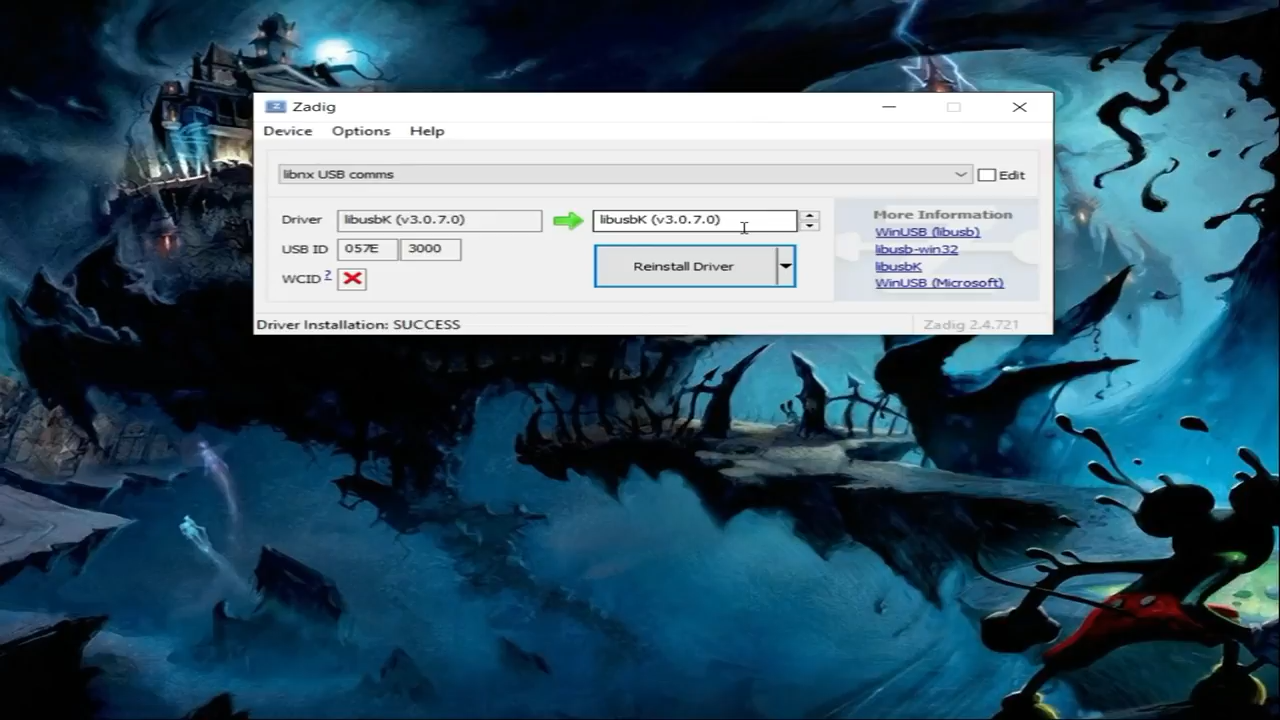 Zadig
Device Options Help
libnx USB comms
Edit
Driver libusbK (v3.0.7.0) libusbK (v3.0.7.0)
USB ID 057E 3000
WCID ?
Reinstall Driver
More Information
WinUSB (libusb)
libusb-win32
libusbK
WinUSB (Microsoft)
Driver Installation: SUCCESS
Zadig 2.4.721